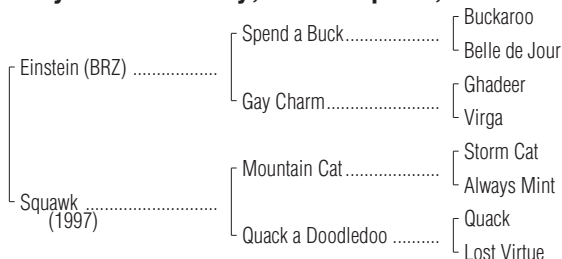 Spend a Buck....................
Buckaroo
Belle de Jour
Einstein (BRZ) ..................
Gay Charm........................
Ghadeer
Virga
Mountain Cat....................
Storm Cat
Always Mint
Squawk ............................
(1997)
Quack a Doodledoo ..........
Quack
Lost Virtue